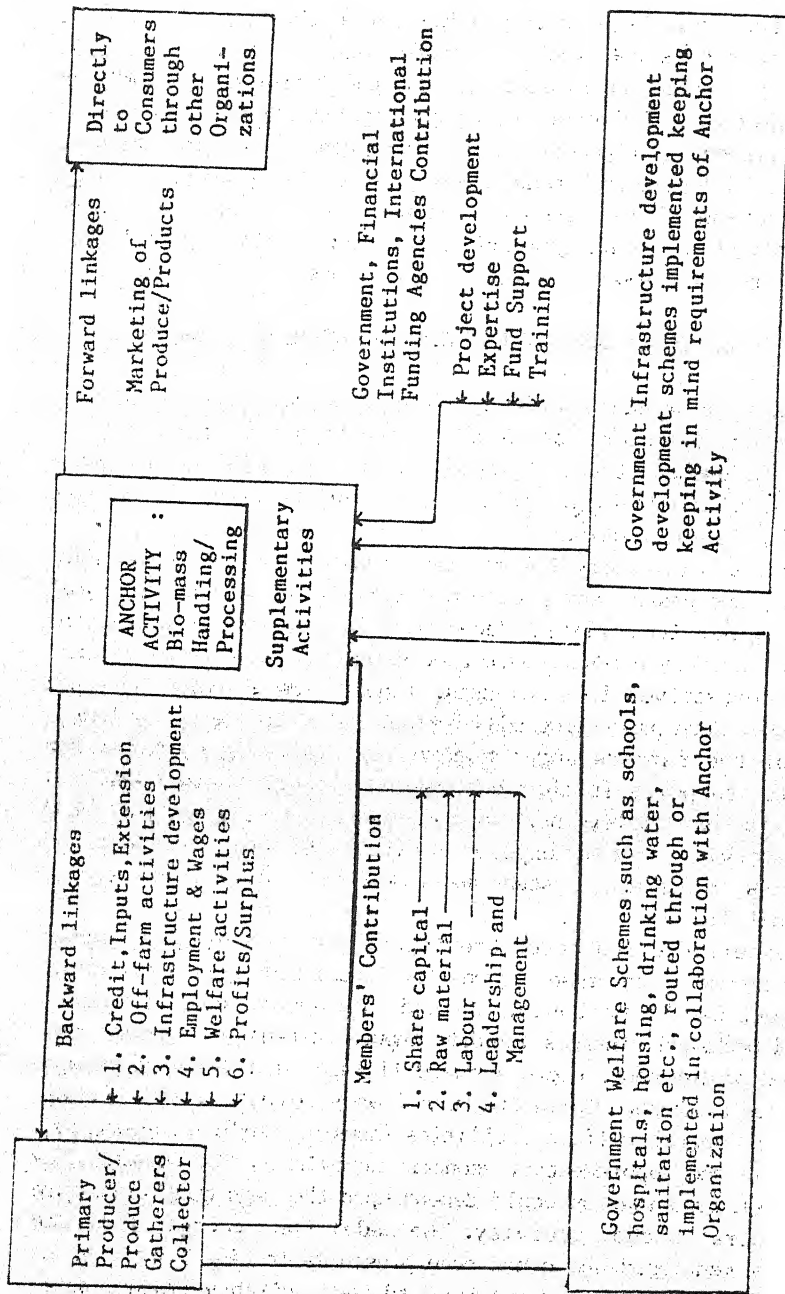 Primary
Producer/
Produce
Gatherers
Collector
Backward linkages
1. Credit,Inputs,Extension
2. Off-farm activities
3. Infrastructure development
4. Employment & Wages
5. Welfare activities
6. Profits/Surplus
Members' Contribution
1. Share capital
2. Raw material
3. Labour
4. Leadership and
Management
ANCHOR
ACTIVITY :
Bio-mass
Handling/
Processing
Supplementary
Activities
Forward linkages
Marketing of
Produce/Products
Directly
to
Consumers
through
other
Organi-
zations
Government, Financial
Institutions, International
Funding Agencies Contribution
Project development
Expertise
Fund Support
Training
Government Welfare Schemes such as schools,
hospitals, housing, drinking water,
sanitation etc., routed through or
implemented in collaboration with Anchor
Organization
Government Infrastructure development
development schemes implemented keeping
keeping in mind requirements of Anchor
Activity